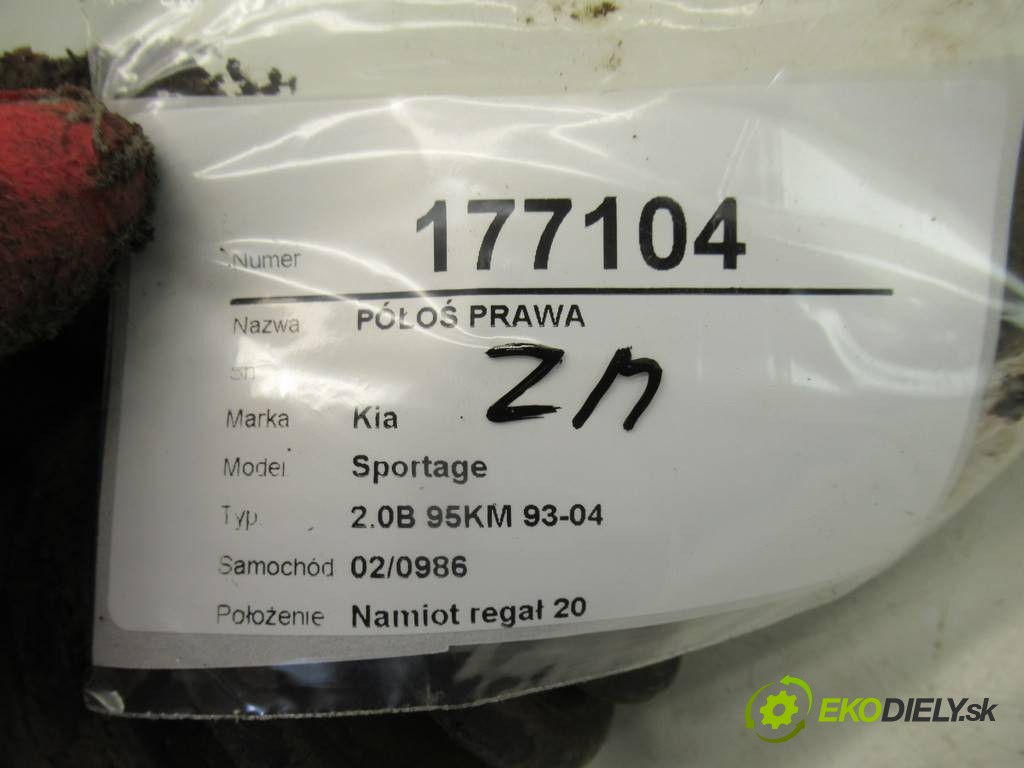 Numer 177104
Nazwa PÓŁOŚ PRAWA
Sn
Marka Kia
Model Sportage
Typ 2.0B 95KM 93-04
Samochód 02/0986
Położenie Namiot regał 20
EKODIELY.sk